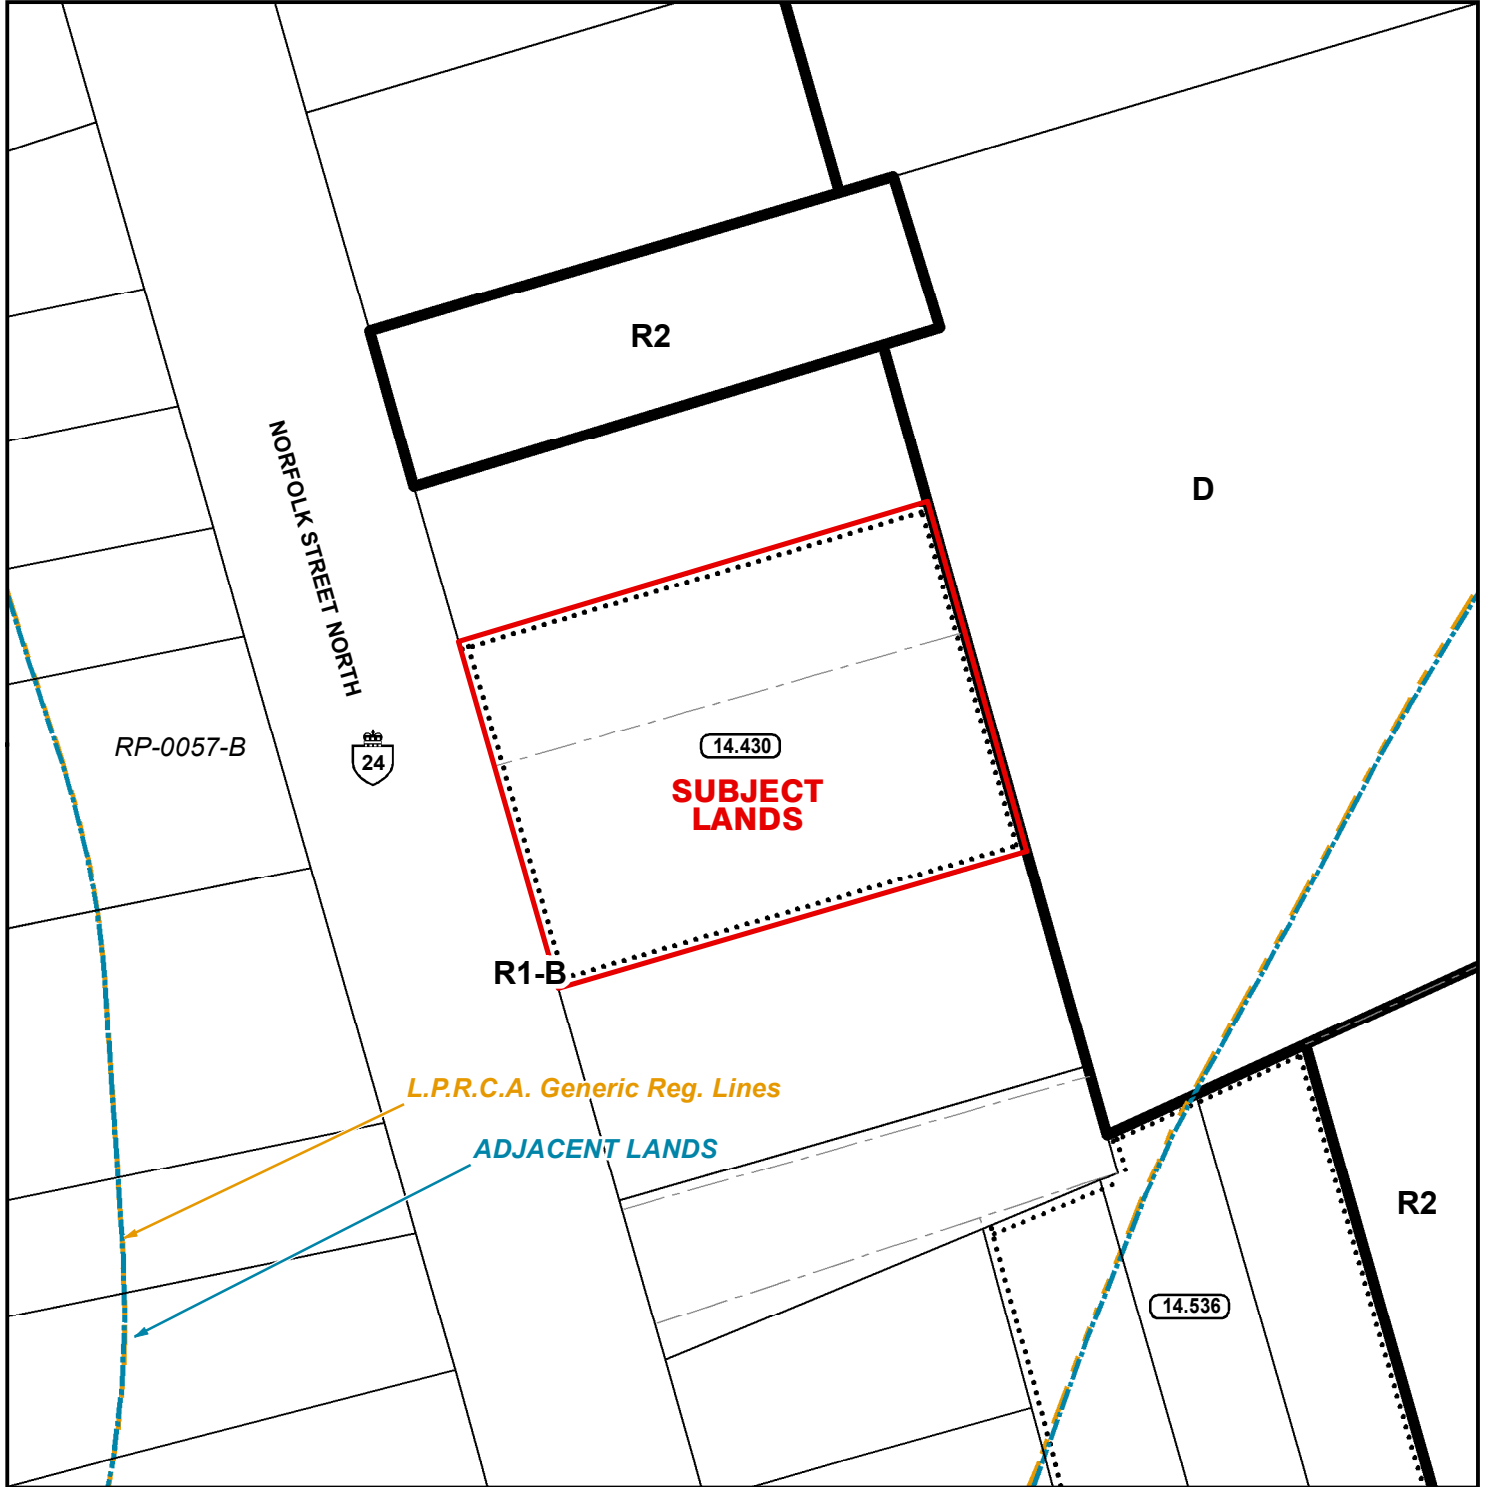 R2
D
NORFOLK STREET NORTH
RP-0057-B
24
14.430
SUBJECT
LANDS
R1-B
L.P.R.C.A. Generic Reg. Lines
ADJACENT LANDS
R2
14.536